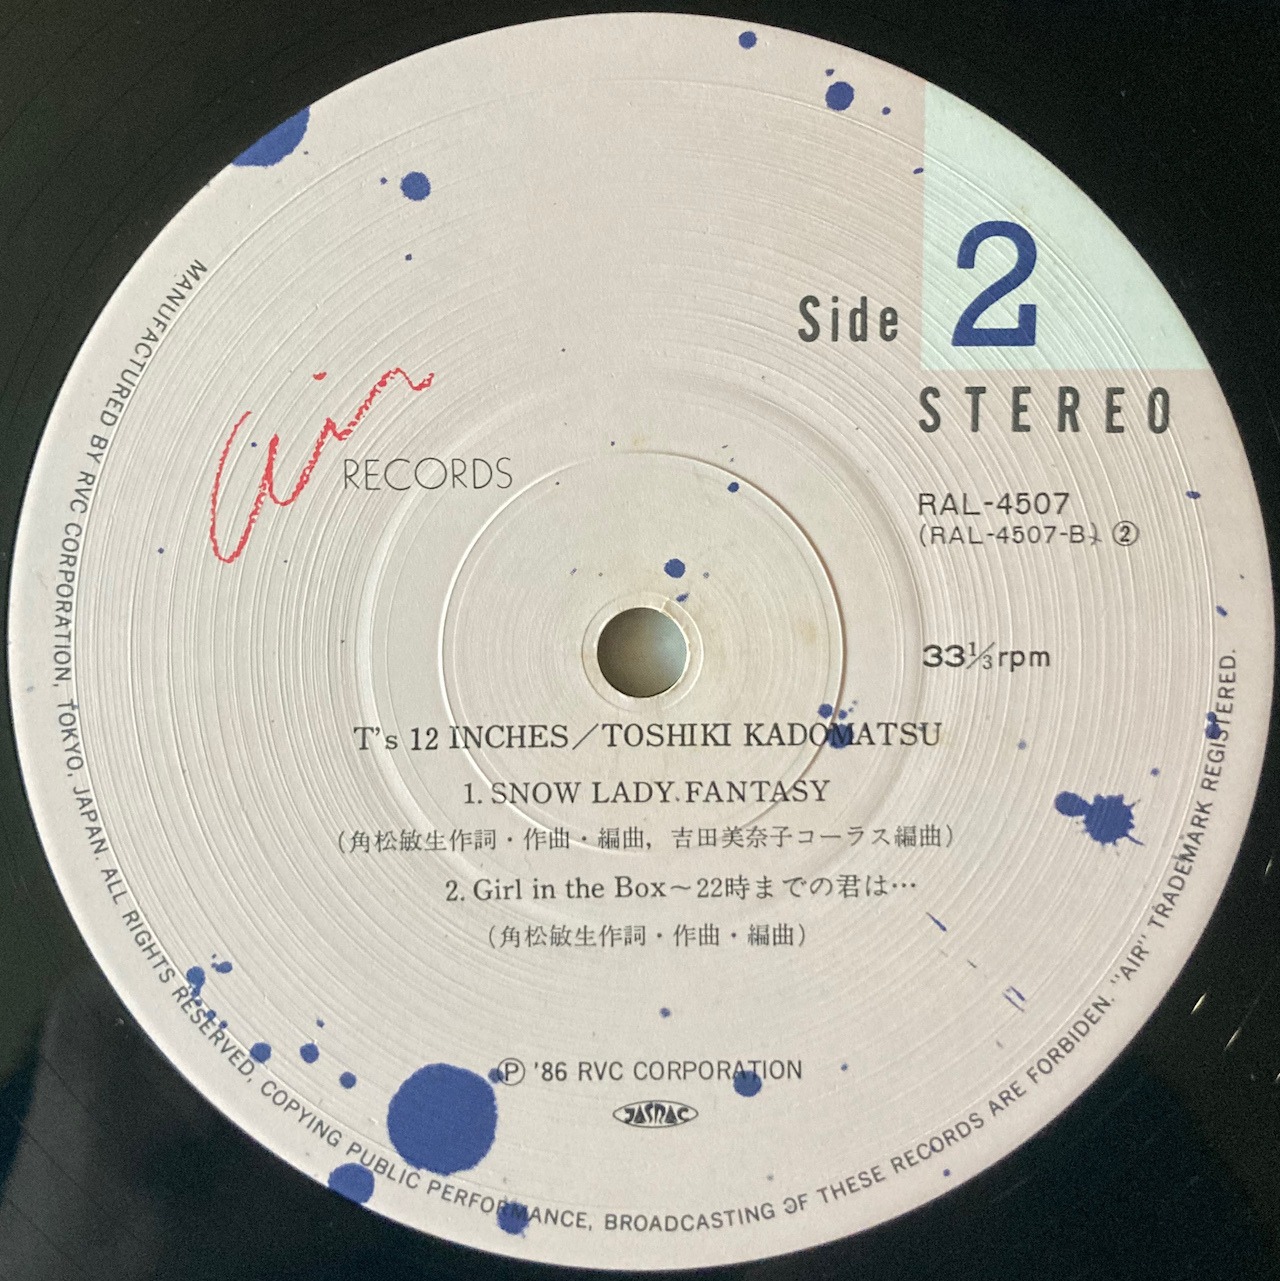 Side 2
STEREO
Air
RECORDS
RAL-4507
(RAL-4507-B) ②
33⅓rpm
T's 12 INCHES／TOSHIKI KADOMATSU
1. SNOW LADY FANTASY
(角松敏生作詞・作曲・編曲, 吉田美奈子コーラス編曲)
2. Girl in the Box～22時までの君は…
(角松敏生作詞・作曲・編曲)
Ⓟ '86 RVC CORPORATION
JASRAC
MANUFACTURED BY RVC CORPORATION, TOKYO, JAPAN. ALL RIGHTS RESERVED, COPYING PUBLIC PERFORMANCE, BROADCASTING OF THESE RECORDS ARE FORBIDEN. "AIR" TRADEMARK REGISTERED.